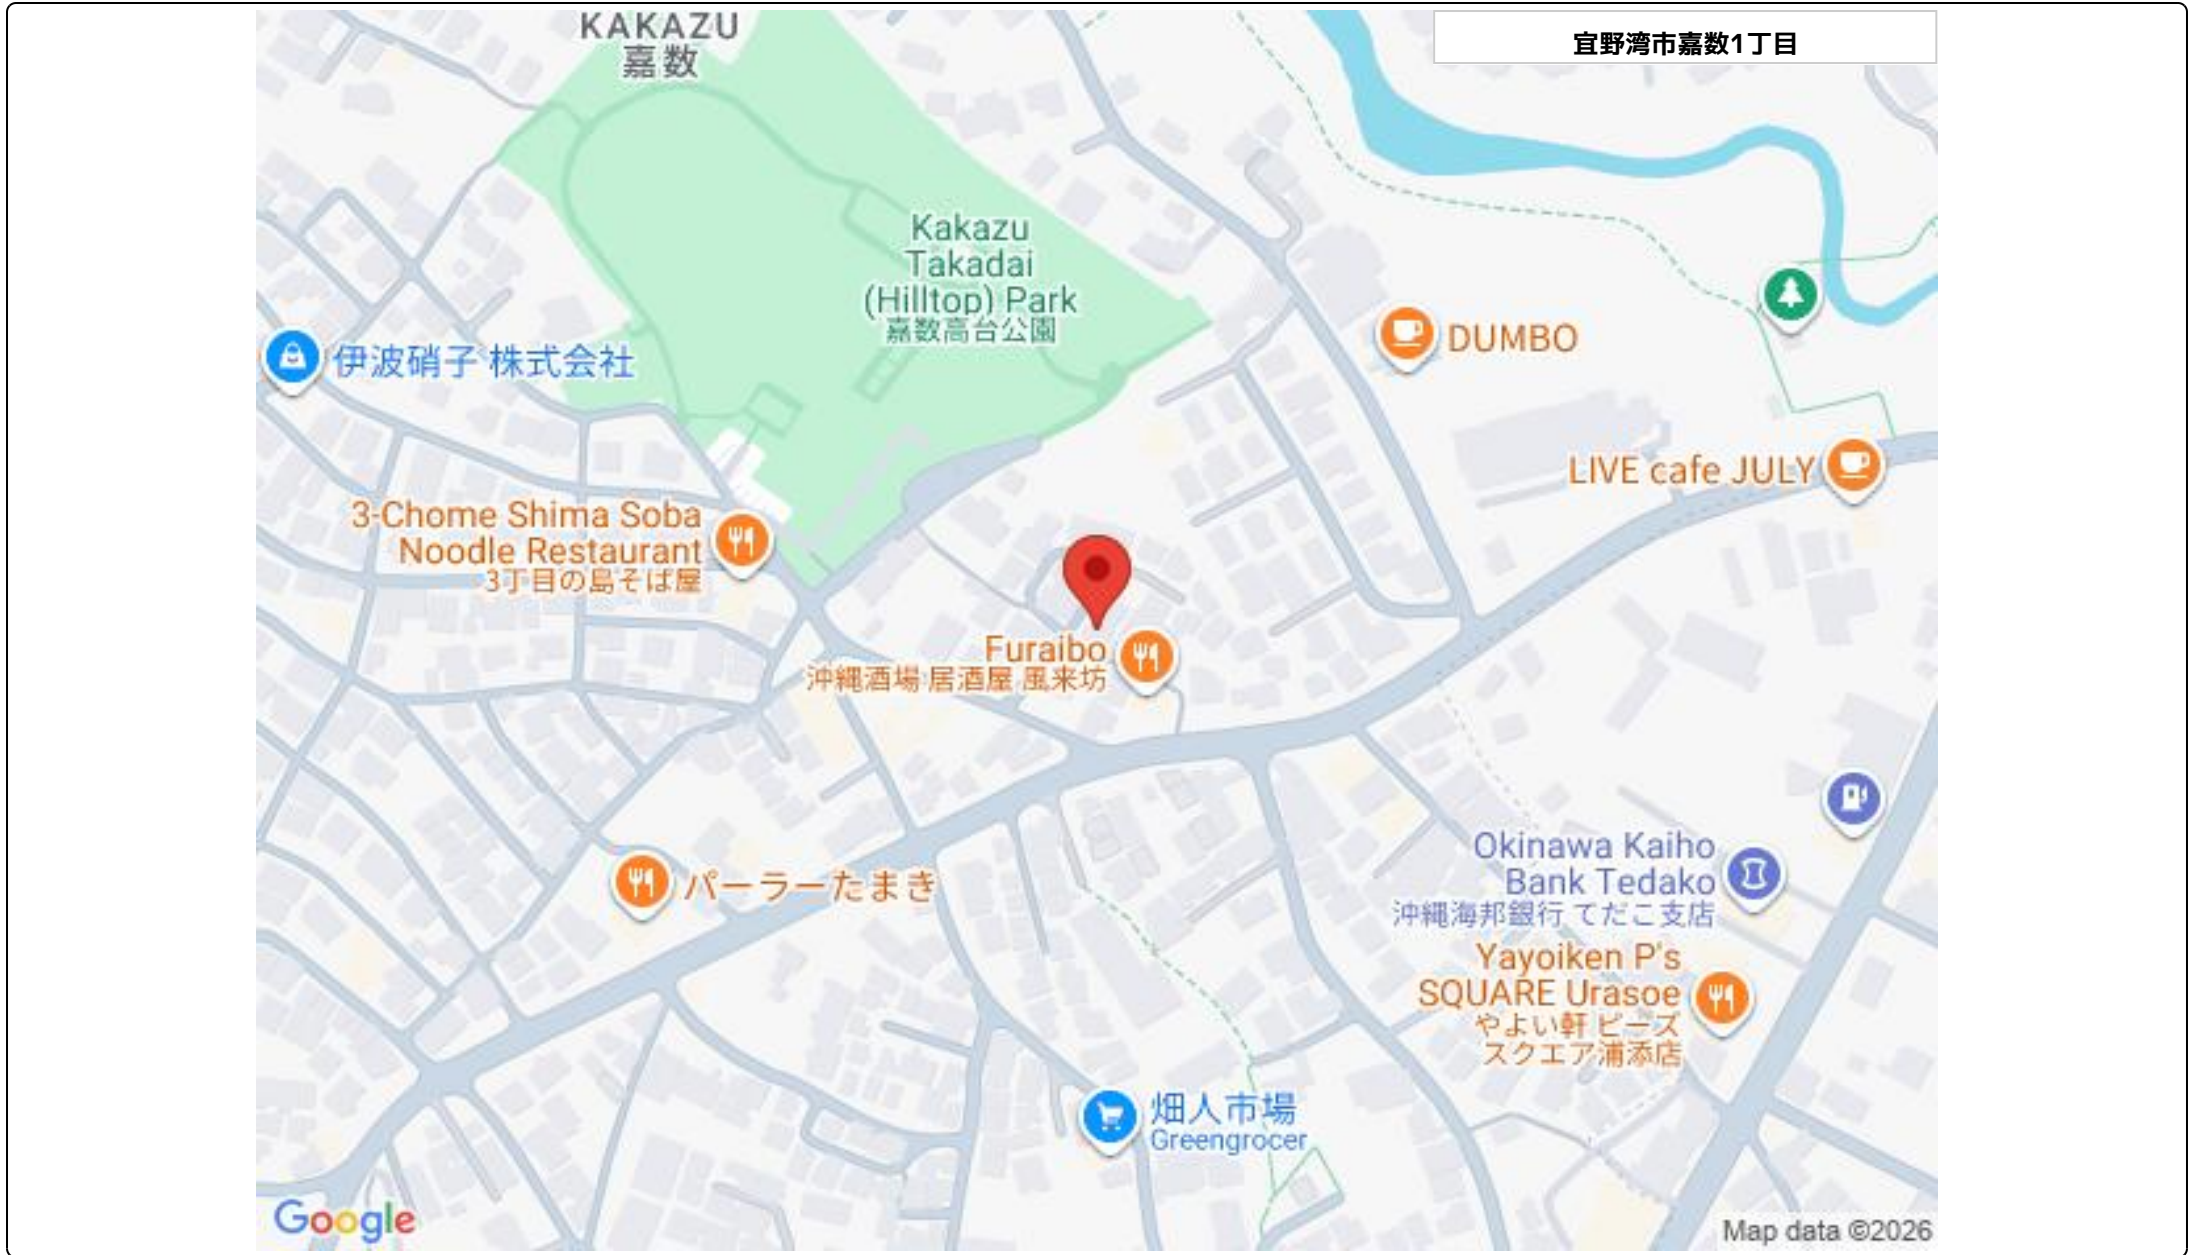 KAKAZU
嘉数
宜野湾市嘉数1丁目
Kakazu
Takadai
(Hilltop) Park
嘉数高台公園
DUMBO
伊波硝子 株式会社
LIVE cafe JULY
3-Chome Shima Soba
Noodle Restaurant
3丁目の島そば屋
Furaibo
沖縄酒場 居酒屋 風来坊
パーラーたまき
Okinawa Kaiho
Bank Tedako
沖縄海邦銀行 てだこ支店
Yayoiken P's
SQUARE Urasoe
やよい軒 ピーズ
スクエア浦添店
畑人市場
Greengrocer
Google
Map data ©2026